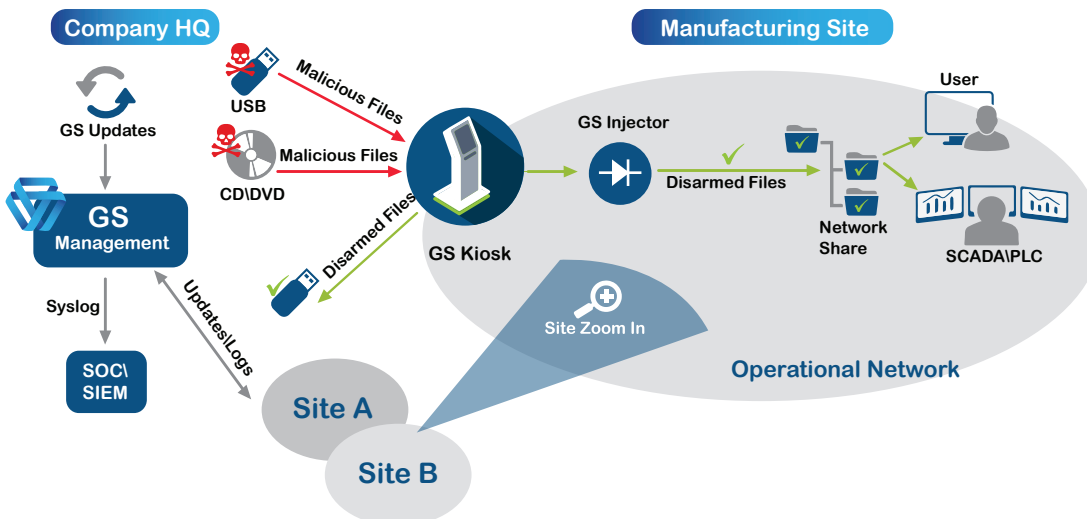 Company HQ
Manufacturing Site
GS Updates
USB
Malicious Files
CD\DVD
Malicious Files
GS
Management
Syslog
SOC\
SIEM
Updates\Logs
Disarmed Files
GS Kiosk
GS Injector
Disarmed Files
Network
Share
User
SCADA\PLC
Site Zoom In
Operational Network
Site A
Site B